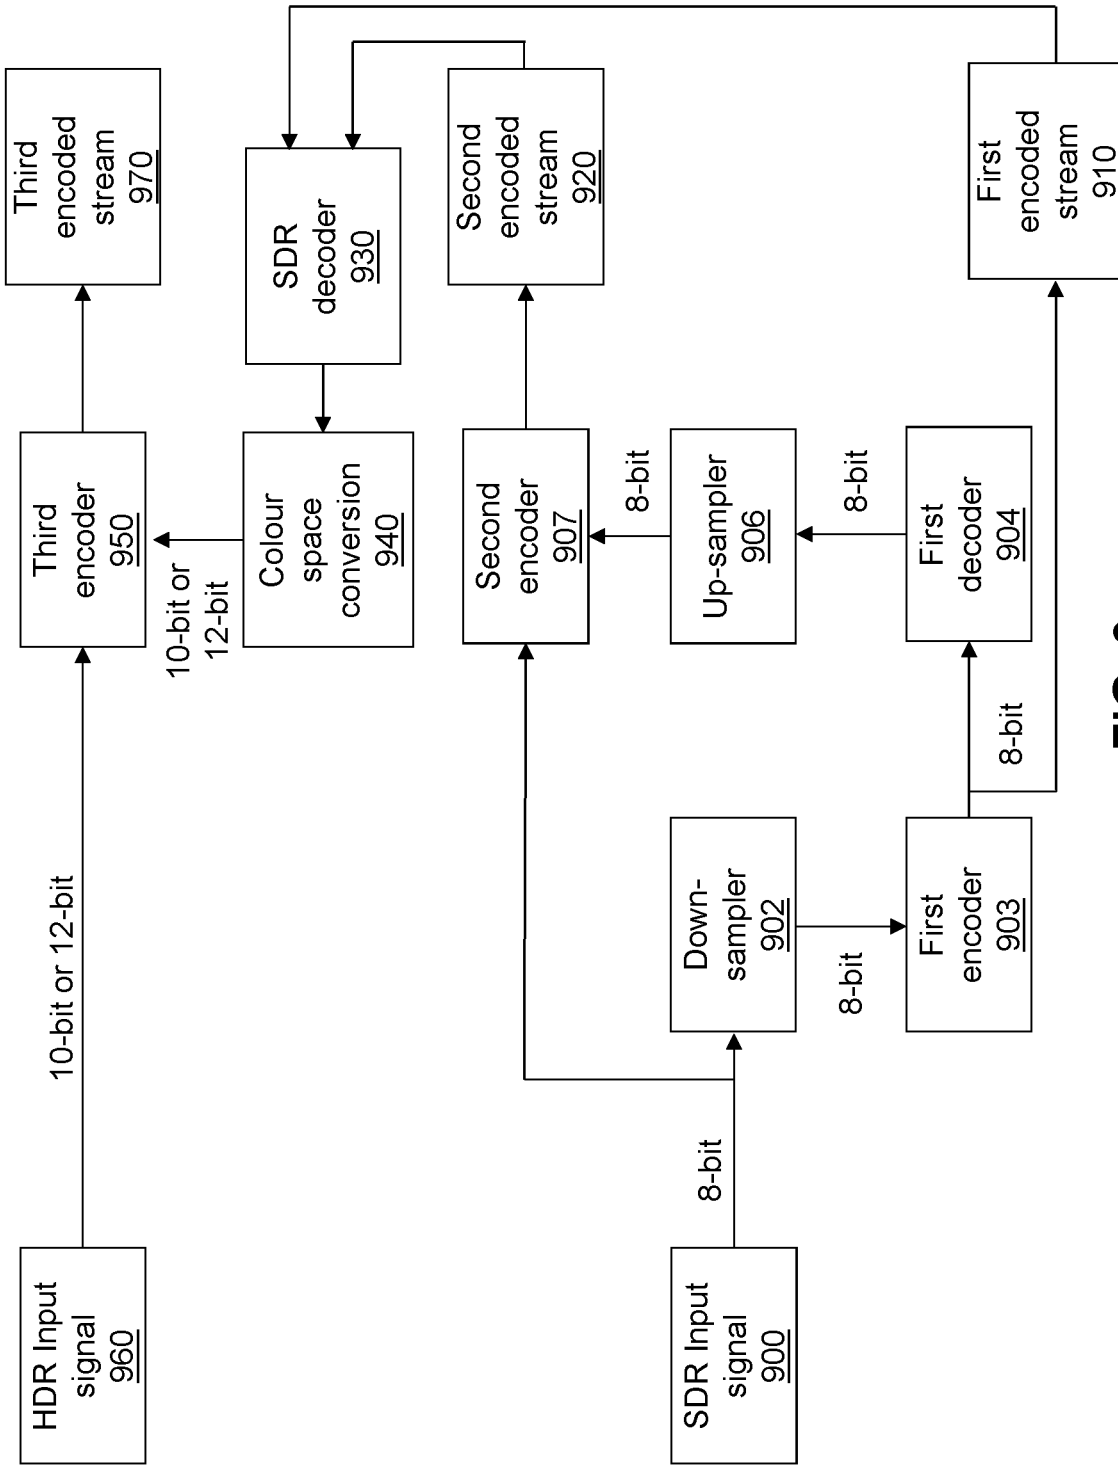 HDR Input
signal
960
10-bit or 12-bit
Third
encoder
950
Third
encoded
stream
970
10-bit or
12-bit
Colour
space
conversion
940
SDR
decoder
930
Second
encoder
907
Second
encoded
stream
920
8-bit
SDR Input
signal
900
8-bit
Down-
sampler
902
Up-sampler
906
8-bit
8-bit
First
encoder
903
First
decoder
904
8-bit
First
encoded
stream
910